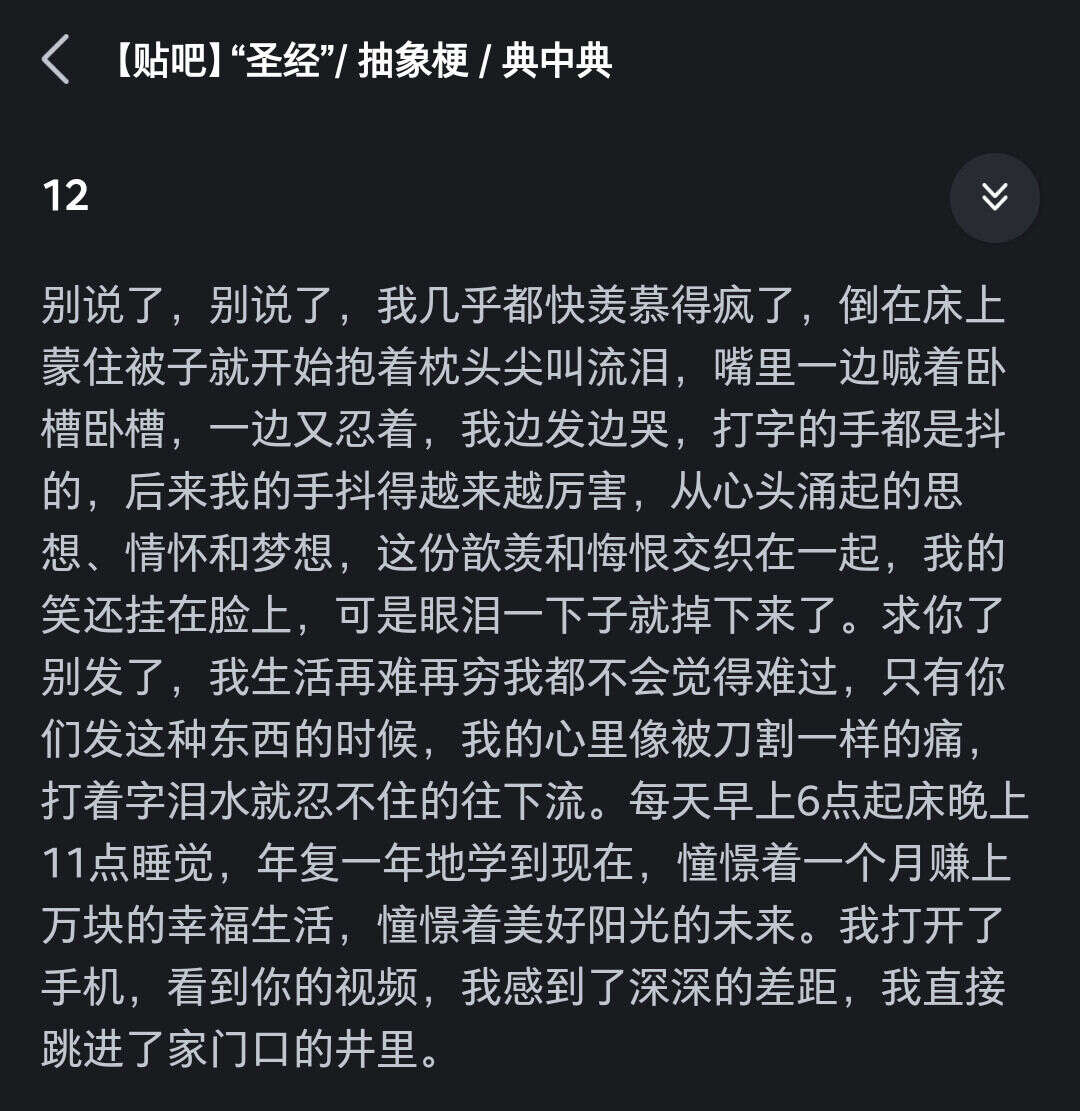 【贴吧】“圣经”/ 抽象梗 / 典中典
12
别说了，别说了，我几乎都快羡慕得疯了，倒在床上
蒙住被子就开始抱着枕头尖叫流泪，嘴里一边喊着卧
槽卧槽，一边又忍着，我边发边哭，打字的手都是抖
的，后来我的手抖得越来越厉害，从心头涌起的思
想、情怀和梦想，这份歆羡和悔恨交织在一起，我的
笑还挂在脸上，可是眼泪一下子就掉下来了。求你了
别发了，我生活再难再穷我都不会觉得难过，只有你
们发这种东西的时候，我的心里像被刀割一样的痛，
打着字泪水就忍不住的往下流。每天早上6点起床晚上
11点睡觉，年复一年地学到现在，憧憬着一个月赚上
万块的幸福生活，憧憬着美好阳光的未来。我打开了
手机，看到你的视频，我感到了深深的差距，我直接
跳进了家门口的井里。